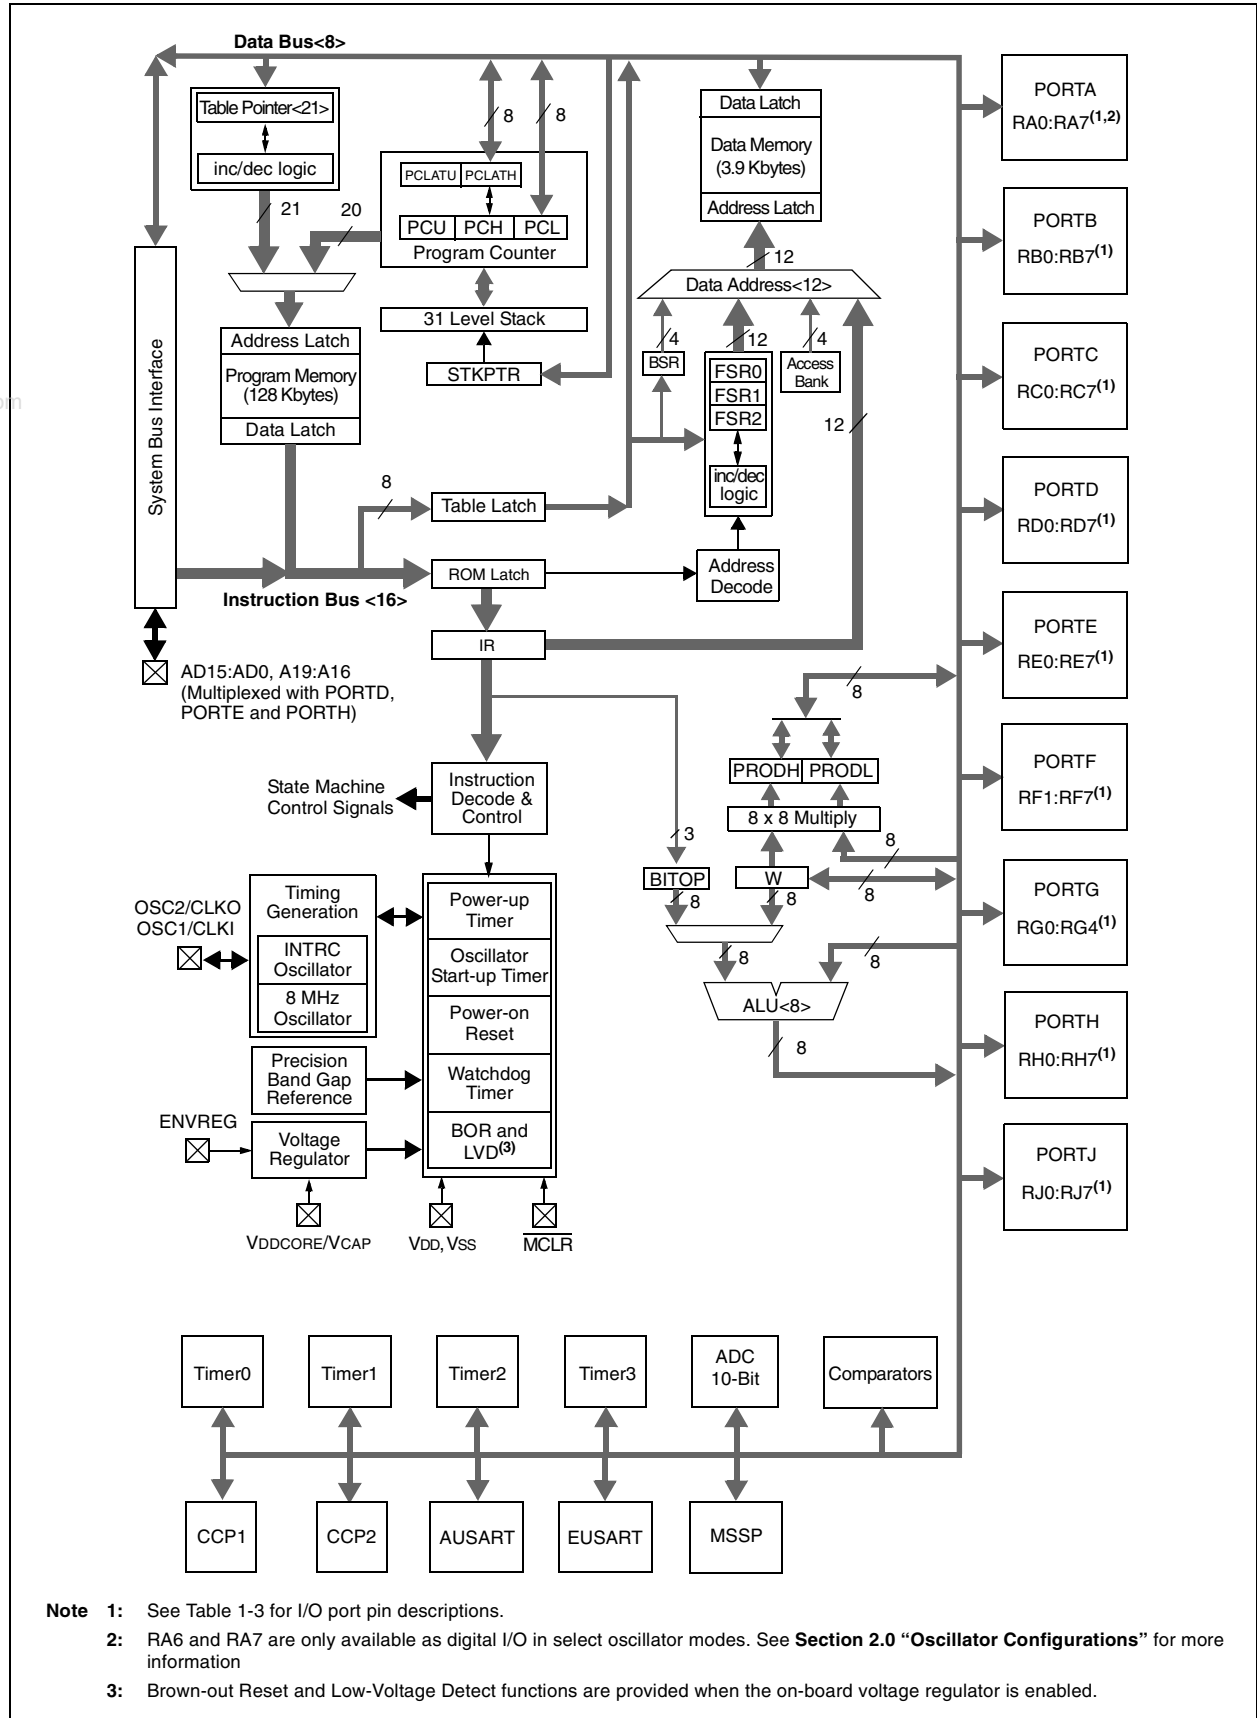 Data Bus<8>
Table Pointer<21>
inc/dec logic
21
20
8
8
PCLATU PCLATH
PCU PCH PCL
Program Counter
31 Level Stack
STKPTR
System Bus Interface
Address Latch
Program Memory
(128 Kbytes)
Data Latch
8
Table Latch
ROM Latch
Instruction Bus <16>
IR
AD15:AD0, A19:A16
(Multiplexed with PORTD,
PORTE and PORTH)
Data Latch
Data Memory
(3.9 Kbytes)
Address Latch
12
Data Address<12>
4
12
4
BSR
FSR0
FSR1
FSR2
inc/dec
logic
Access
Bank
12
Address
Decode
8
PRODH PRODL
8 x 8 Multiply
3
8
BITOP
W
8
8
8
8
8
ALU<8>
8
State Machine
Control Signals
Instruction
Decode &
Control
OSC2/CLKO
OSC1/CLKI
Timing
Generation
INTRC
Oscillator
8 MHz
Oscillator
Power-up
Timer
Oscillator
Start-up Timer
Power-on
Reset
Watchdog
Timer
BOR and
LVD(3)
Precision
Band Gap
Reference
ENVREG
Voltage
Regulator
VDDCORE/VCAP
VDD, VSS
MCLR
PORTA
RA0:RA7(1,2)
PORTB
RB0:RB7(1)
PORTC
RC0:RC7(1)
PORTD
RD0:RD7(1)
PORTE
RE0:RE7(1)
PORTF
RF1:RF7(1)
PORTG
RG0:RG4(1)
PORTH
RH0:RH7(1)
PORTJ
RJ0:RJ7(1)
Timer0
Timer1
Timer2
Timer3
ADC
10-Bit
Comparators
CCP1
CCP2
AUSART
EUSART
MSSP
Note 1: See Table 1-3 for I/O port pin descriptions.
2: RA6 and RA7 are only available as digital I/O in select oscillator modes. See Section 2.0 “Oscillator Configurations” for more
information
3: Brown-out Reset and Low-Voltage Detect functions are provided when the on-board voltage regulator is enabled.